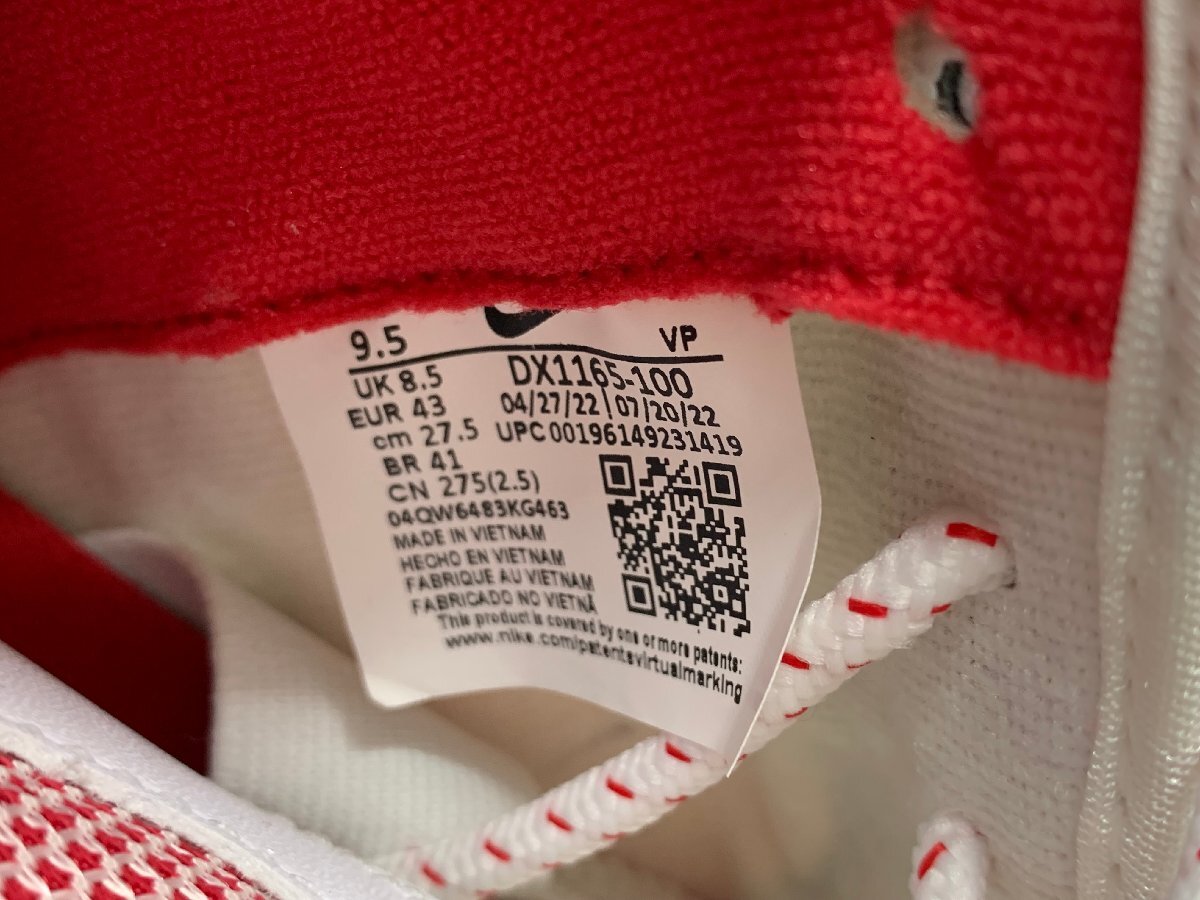 9.5 VP
UK 8.5 DX1165-100
EUR 43 04/27/22 \ 07/20/22
cm 27.5 UPC 00196149231419
BR 41
CN 275(2.5)
04QW6483KG463
MADE IN VIETNAM
HECHO EN VIETNAM
FABRIQUE AU VIETNAM
FABRICADO NO VIETNÃ
This product is covered by one or more patents:
www.nike.com/patentsvirtualmarking